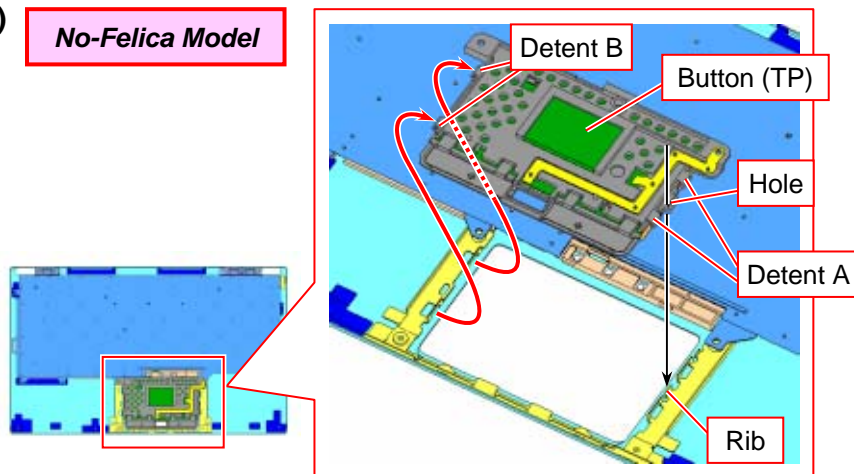 )
No-Felica Model
Detent B
Button (TP)
Hole
Detent A
Rib